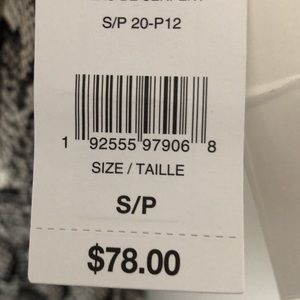 S/P 20-P12
1 92555 97906 8
SIZE / TAILLE
S/P
$78.00